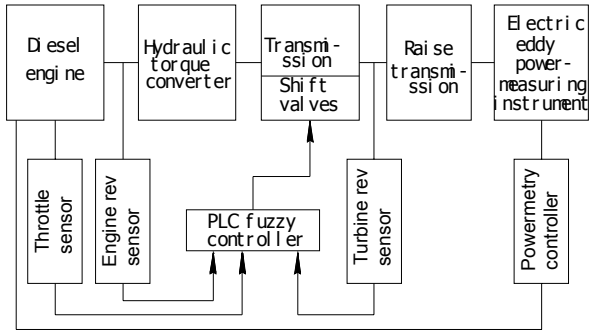 Diesel
engine
Hydraulic
torque
converter
Transmi-
ssion
Shift
valves
Raise
transmi-
ssion
Electric
eddy
power-
measuring
instrument
Throttle
sensor
Engine rev
sensor
PLC fuzzy
controller
Turbine rev
sensor
Powermetry
controller